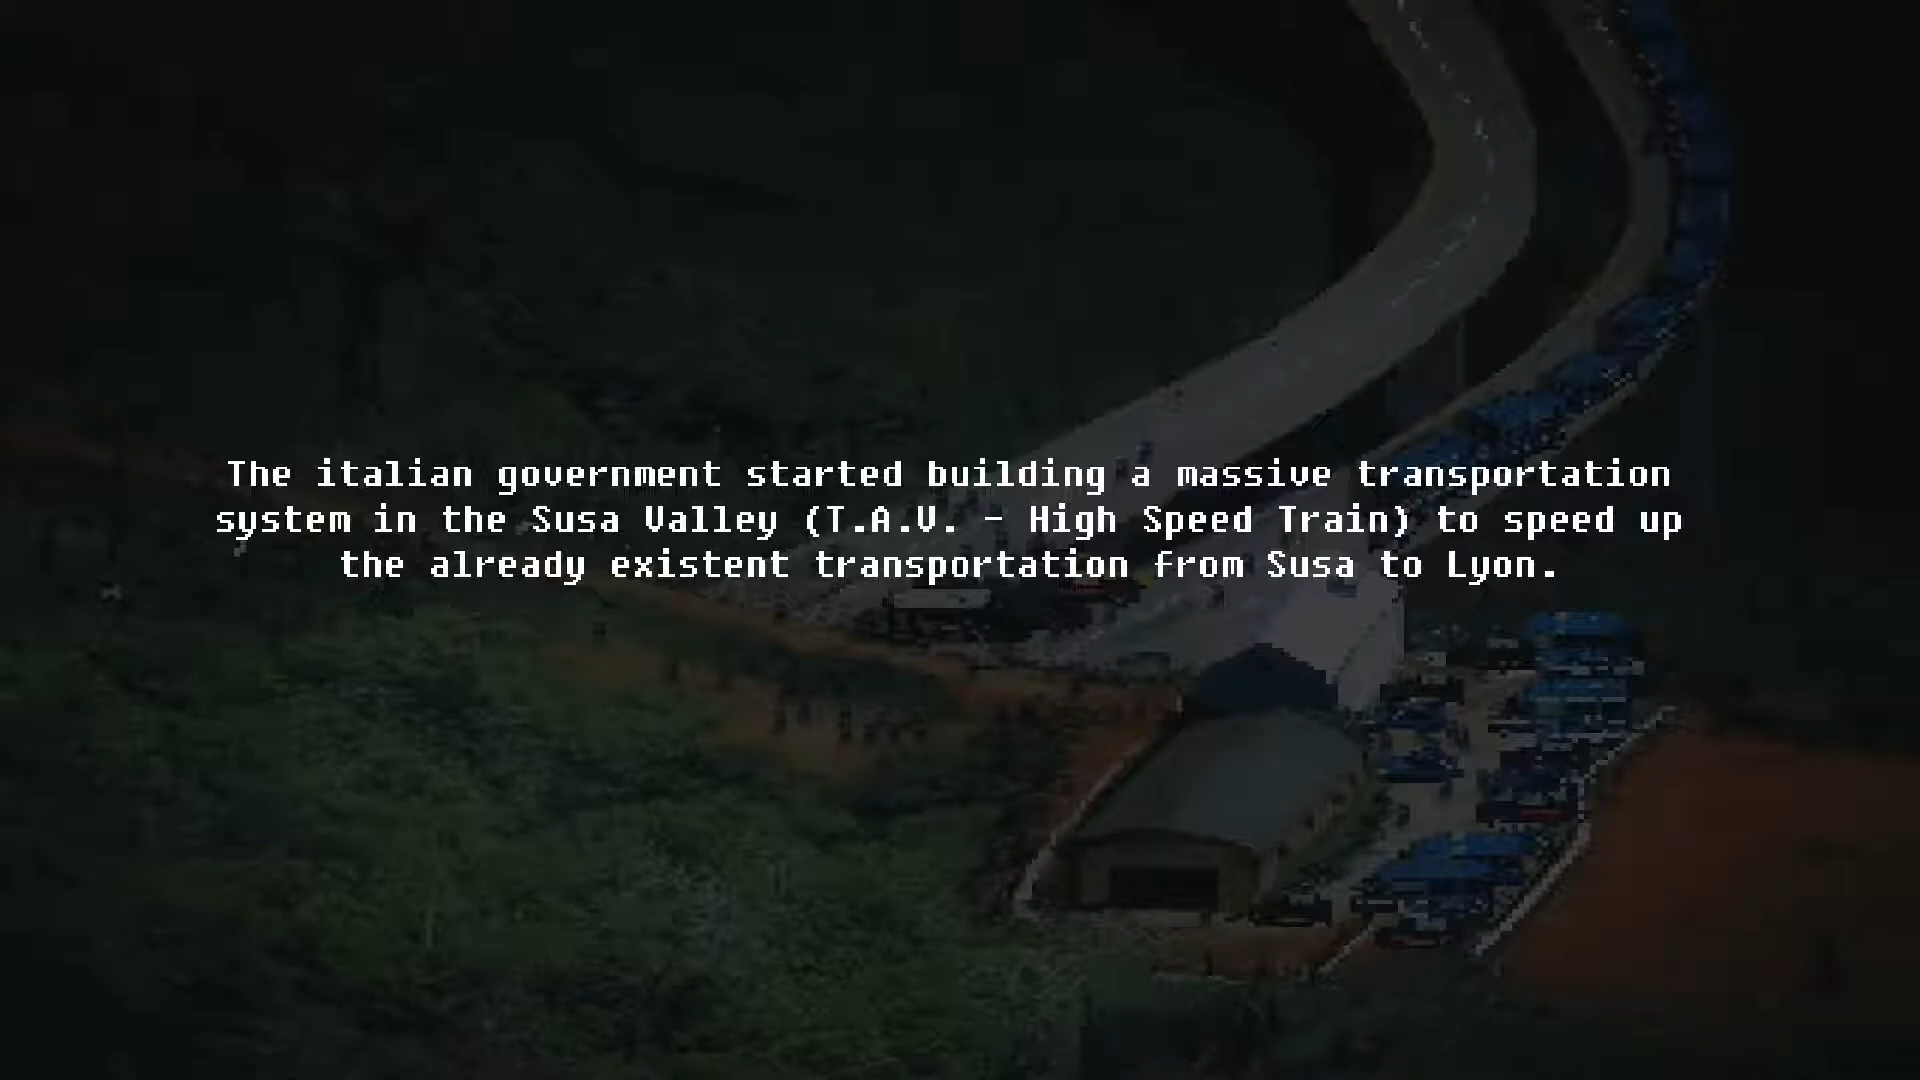 The italian government started building a massive transportation
system in the Susa Valley (T.A.V. - High Speed Train) to speed up
the already existent transportation from Susa to Lyon.